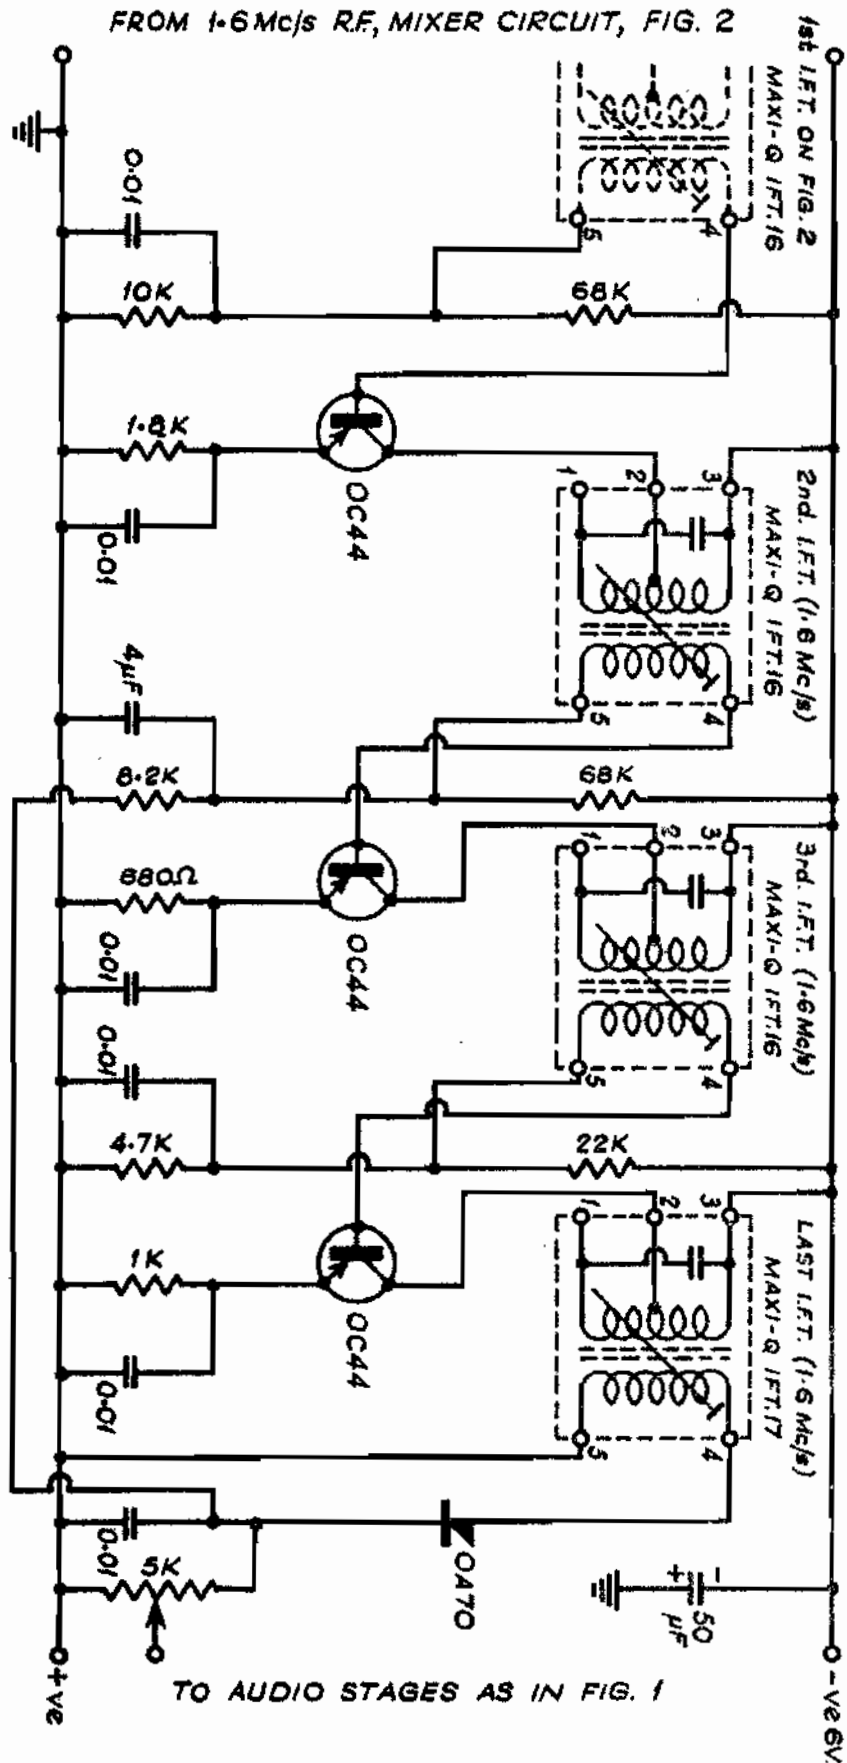 FROM 1·6 Mc/s R.F, MIXER CIRCUIT, FIG. 2
1st I.F.T. ON FIG. 2
MAXI-Q IFT.16
5
4
0·01
10K
68K
1·8K
OC44
0·01
1
2
3
2nd. I.F.T. (1·6 Mc/s)
MAXI-Q IFT.16
5
4
4µF
8·2K
68K
680Ω
OC44
0·01
1
2
3
3rd. I.F.T. (1·6 Mc/s)
MAXI-Q IFT.16
5
4
0·01
4·7K
22K
1K
OC44
0·01
1
2
3
LAST I.F.T. (1·6 Mc/s)
MAXI-Q IFT.17
5
4
0·01
5K
OA70
-
+
50
µF
+ve
-ve 6V.
TO AUDIO STAGES AS IN FIG. 1